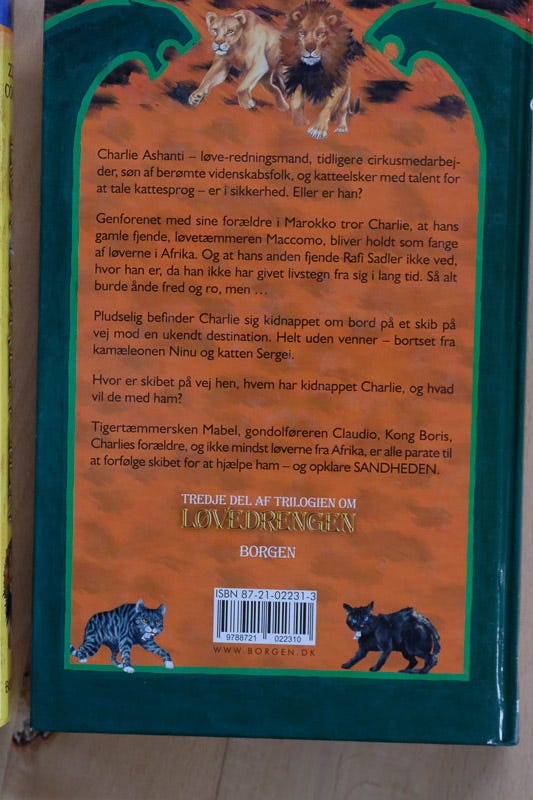 Charlie Ashanti – løve-redningsmand, tidligere cirkusmedarbej-
der, søn af berømte videnskabsfolk, og katteelsker med talent for
at tale kattesprog – er i sikkerhed. Eller er han?
Genforenet med sine forældre i Marokko tror Charlie, at hans
gamle fjende, løvetæmmeren Maccomo, bliver holdt som fange
af løverne i Afrika. Og at hans anden fjende Rafi Sadler ikke ved,
hvor han er, da han ikke har givet livstegn fra sig i lang tid. Så alt
burde ånde fred og ro, men ...
Pludselig befinder Charlie sig kidnappet om bord på et skib på
vej mod en ukendt destination. Helt uden venner – bortset fra
kamæleonen Ninu og katten Sergei.
Hvor er skibet på vej hen, hvem har kidnappet Charlie, og hvad
vil de med ham?
Tigertæmmersken Mabel, gondolføreren Claudio, Kong Boris,
Charlies forældre, og ikke mindst løverne fra Afrika, er alle parate til
at forfølge skibet for at hjælpe ham – og opklare SANDHEDEN.
TREDJE DEL AF TRILOGIEN OM
LØVEDRENGEN
BORGEN
ISBN 87-21-02231-3
9788721 022310
WWW.BORGEN.DK